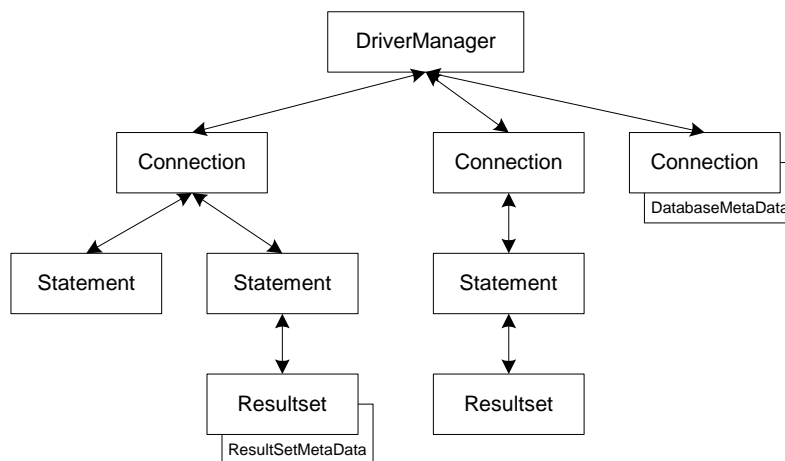 DriverManager
Connection
Connection
Connection
DatabaseMetaData
Statement
Statement
Statement
Resultset
Resultset
ResultSetMetaData